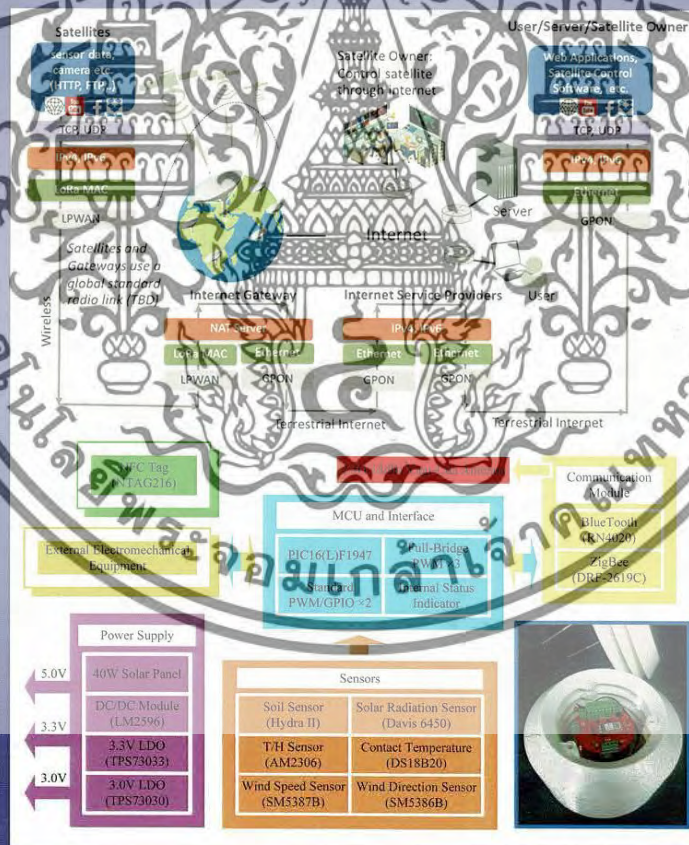 Satellites
User/Server/Satellite Owner
sensor data,
camera etc.
(HTTP, FTP,..)
Satellite Owner:
Control satellite
through internet
Web Applications,
Satellite Control
Software, etc.
TCP, UDP
TCP, UDP
IPv4, IPv6
IPv4, IPv6
LoRa MAC
Ethernet
LPWAN
Server
GPON
Internet
Satellites and
Gateways use a
global standard
radio link (TBD)
Wireless
Internet Gateway
Internet Service Providers
User
NAT Server
IPv4, IPv6
LoRa MAC
Ethernet
Ethernet
Ethernet
LPWAN
GPON
GPON
GPON
Terrestrial Internet
Terrestrial Internet
NFC Tag
(NTAG216)
Communication
Module
BlueTooth
(RN4020)
ZigBee
(DRF-2619C)
MCU and Interface
PIC16(L)F1947
Full-Bridge
PWM ×3
Standard
PWM/GPIO ×2
Internal Status
Indicator
External Electromechanical
Equipment
Power Supply
5.0V
40W Solar Panel
DC/DC Module
(LM2596)
3.3V
3.3V LDO
(TPS73033)
3.0V
3.0V LDO
(TPS73030)
Sensors
Soil Sensor
(Hydra II)
Solar Radiation Sensor
(Davis 6450)
T/H Sensor
(AM2306)
Contact Temperature
(DS18B20)
Wind Speed Sensor
(SM5387B)
Wind Direction Sensor
(SM5386B)